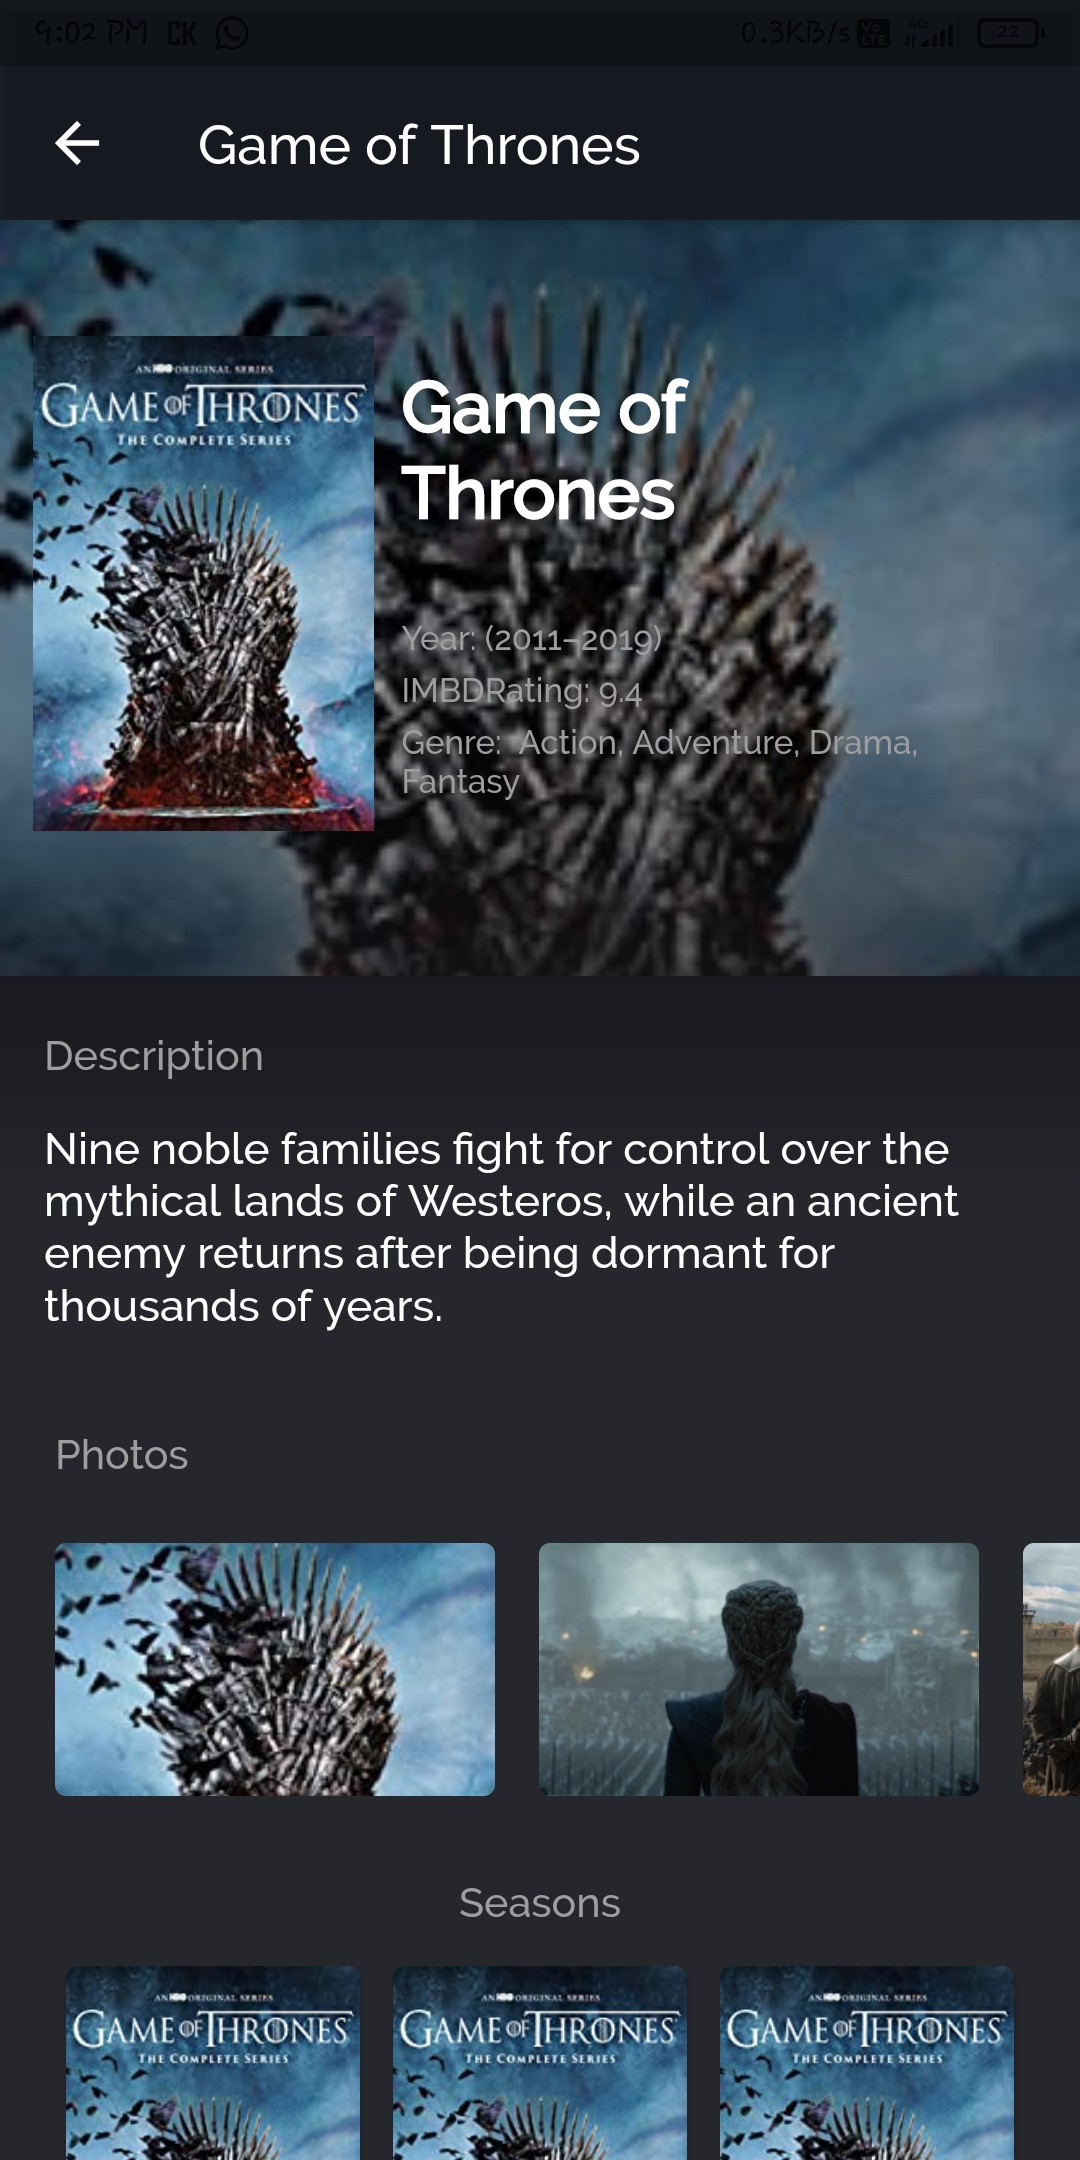 9:02 PM CK 0.3KB/s Vo LTE 4G 22
Game of Thrones
AN HBO ORIGINAL SERIES
GAME OF THRONES
THE COMPLETE SERIES
Game of
Thrones
Year: (2011–2019)
IMBDRating: 9.4
Genre: Action, Adventure, Drama,
Fantasy
Description
Nine noble families fight for control over the
mythical lands of Westeros, while an ancient
enemy returns after being dormant for
thousands of years.
Photos
Seasons
AN HBO ORIGINAL SERIES
GAME OF THRONES
THE COMPLETE SERIES
AN HBO ORIGINAL SERIES
GAME OF THRONES
THE COMPLETE SERIES
AN HBO ORIGINAL SERIES
GAME OF THRONES
THE COMPLETE SERIES